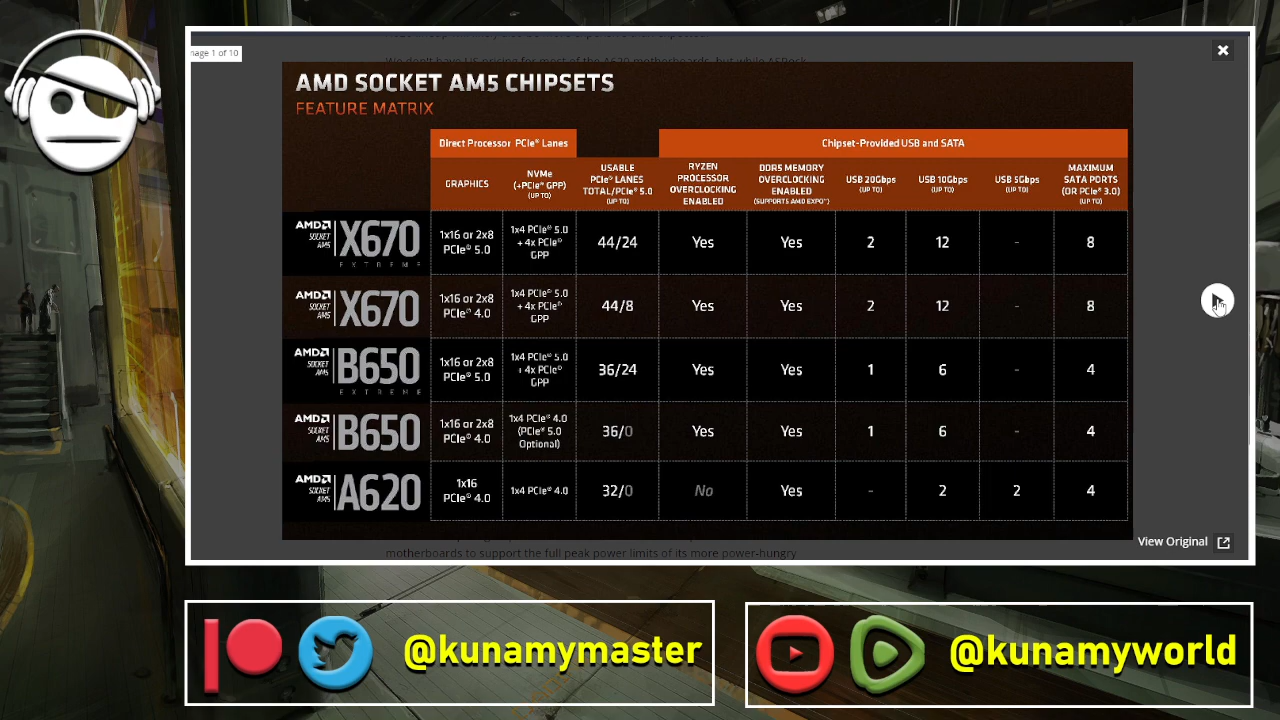 mage 1 of 10
AMD SOCKET AM5 CHIPSETS
FEATURE MATRIX
Direct Processor PCIe® Lanes
Chipset-Provided USB and SATA
GRAPHICS
NVMe
(+PCIe® GPP)
(UP TO)
USABLE
PCIe® LANES
TOTAL/PCIe® 5.0
(UP TO)
RYZEN
PROCESSOR
OVERCLOCKING
ENABLED
DDR5 MEMORY
OVERCLOCKING
ENABLED
(SUPPORTS AMD EXPO™)
USB 20Gbps
(UP TO)
USB 10Gbps
(UP TO)
USB 5Gbps
(UP TO)
MAXIMUM
SATA PORTS
(OR PCIe® 3.0)
(UP TO)
AMD
SOCKET
AM5
X670
EXTREME
1x16 or 2x8
PCIe® 5.0
1x4 PCIe® 5.0
+ 4x PCIe®
GPP
44/24
Yes
Yes
2
12
-
8
AMD
SOCKET
AM5
X670
1x16 or 2x8
PCIe® 4.0
1x4 PCIe® 5.0
+ 4x PCIe®
GPP
44/8
Yes
Yes
2
12
-
8
AMD
SOCKET
AM5
B650
EXTREME
1x16 or 2x8
PCIe® 5.0
1x4 PCIe® 5.0
+ 4x PCIe®
GPP
36/24
Yes
Yes
1
6
-
4
AMD
SOCKET
AM5
B650
1x16 or 2x8
PCIe® 4.0
1x4 PCIe® 4.0
(PCIe® 5.0
Optional)
36/0
Yes
Yes
1
6
-
4
AMD
SOCKET
AM5
A620
1x16
PCIe® 4.0
1x4 PCIe® 4.0
32/0
No
Yes
-
2
2
4
View Original
motherboards to support the full peak power limits of its more power-hungry
@kunamymaster
@kunamyworld